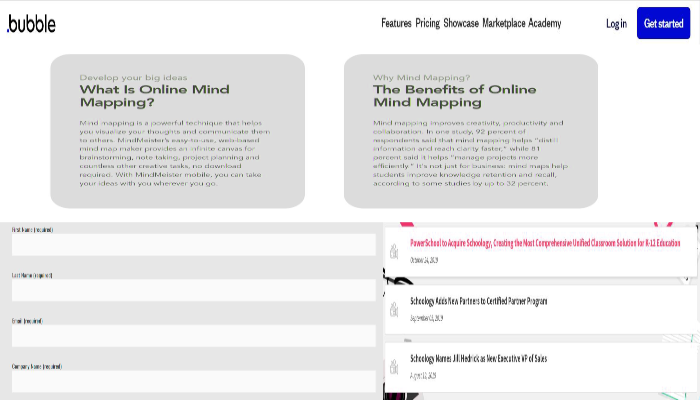 .bubble
Features Pricing Showcase Marketplace Academy
Log in
Get started
Develop your big ideas
What Is Online Mind
Mapping?
Mind mapping is a powerful technique that helps
you visualize your thoughts and communicate them
to others. MindMeister's easy-to-use, web-based
mind map maker provides an infinite canvas for
brainstorming, note taking, project planning and
countless other creative tasks, no download
required. With MindMeister mobile, you can take
your ideas with you wherever you go.
Why Mind Mapping?
The Benefits of Online
Mind Mapping
Mind mapping improves creativity, productivity and
collaboration. In one study, 92 percent of
respondents said that mind mapping helps "distil
information and reach clarity faster," while 81
percent said it helps "manage projects more
efficiently." It's not just for business: mind maps help
students improve knowledge retention and recall,
according to some studies by up to 32 percent.
First Name (required)
Last Name (required)
Email (required)
Company Name (required)
PowerSchool to Acquire Schoology, Creating the Most Comprehensive Unified Classroom Solution for K-12 Education
October 24, 2019
Schoology Adds New Partners to Certified Partner Program
September 03, 2019
Schoology Names Jill Hedrick as New Executive VP of Sales
August 22, 2019